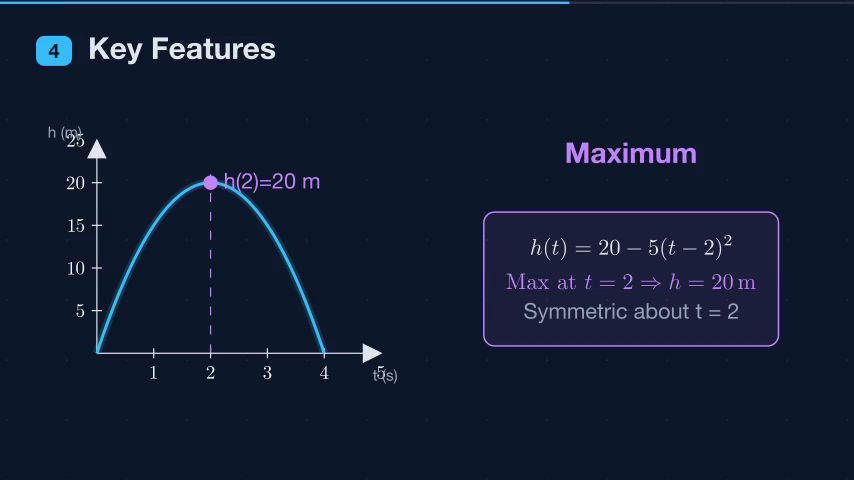 4 Key Features
h (m)
25
20
15
10
5
h(2)=20 m
1 2 3 4 5
t (s)
Maximum
h(t) = 20 − 5(t − 2)²
Max at t = 2 ⇒ h = 20 m
Symmetric about t = 2